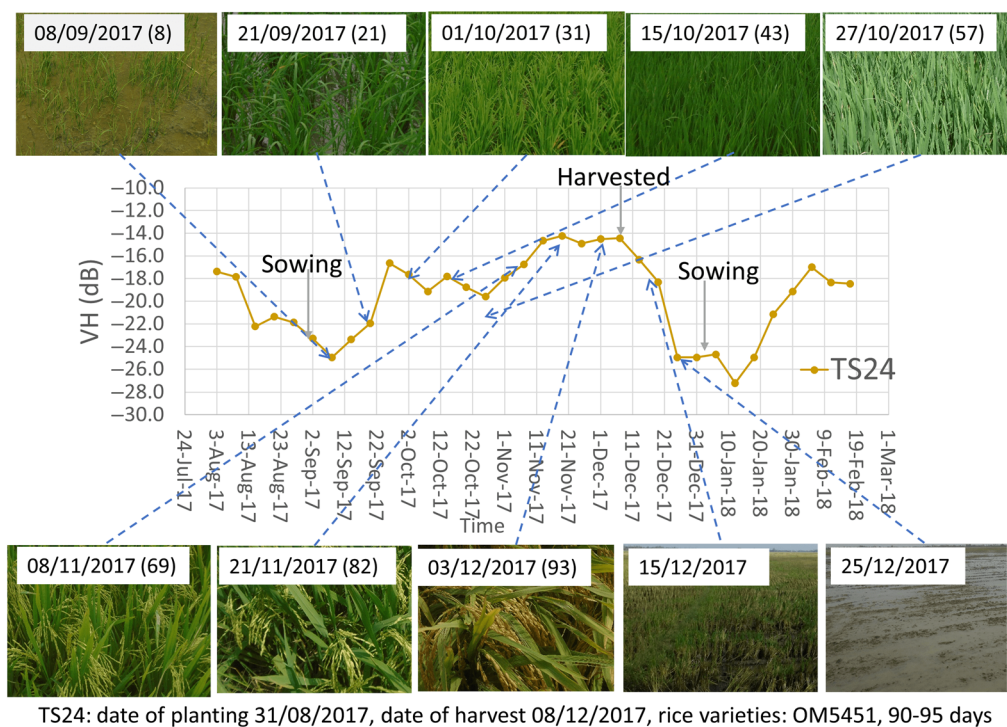 08/09/2017 (8)
21/09/2017 (21)
01/10/2017 (31)
15/10/2017 (43)
27/10/2017 (57)
Harvested
Sowing
Sowing
VH (dB)
−10.0
−12.0
−14.0
−16.0
−18.0
−20.0
−22.0
−24.0
−26.0
−28.0
−30.0
TS24
24-Jul-17
3-Aug-17
13-Aug-17
23-Aug-17
2-Sep-17
12-Sep-17
22-Sep-17
2-Oct-17
12-Oct-17
22-Oct-17
1-Nov-17
11-Nov-17
21-Nov-17
1-Dec-17
11-Dec-17
21-Dec-17
31-Dec-17
10-Jan-18
20-Jan-18
30-Jan-18
9-Feb-18
19-Feb-18
1-Mar-18
Time
08/11/2017 (69)
21/11/2017 (82)
03/12/2017 (93)
15/12/2017
25/12/2017
TS24: date of planting 31/08/2017, date of harvest 08/12/2017, rice varieties: OM5451, 90-95 days